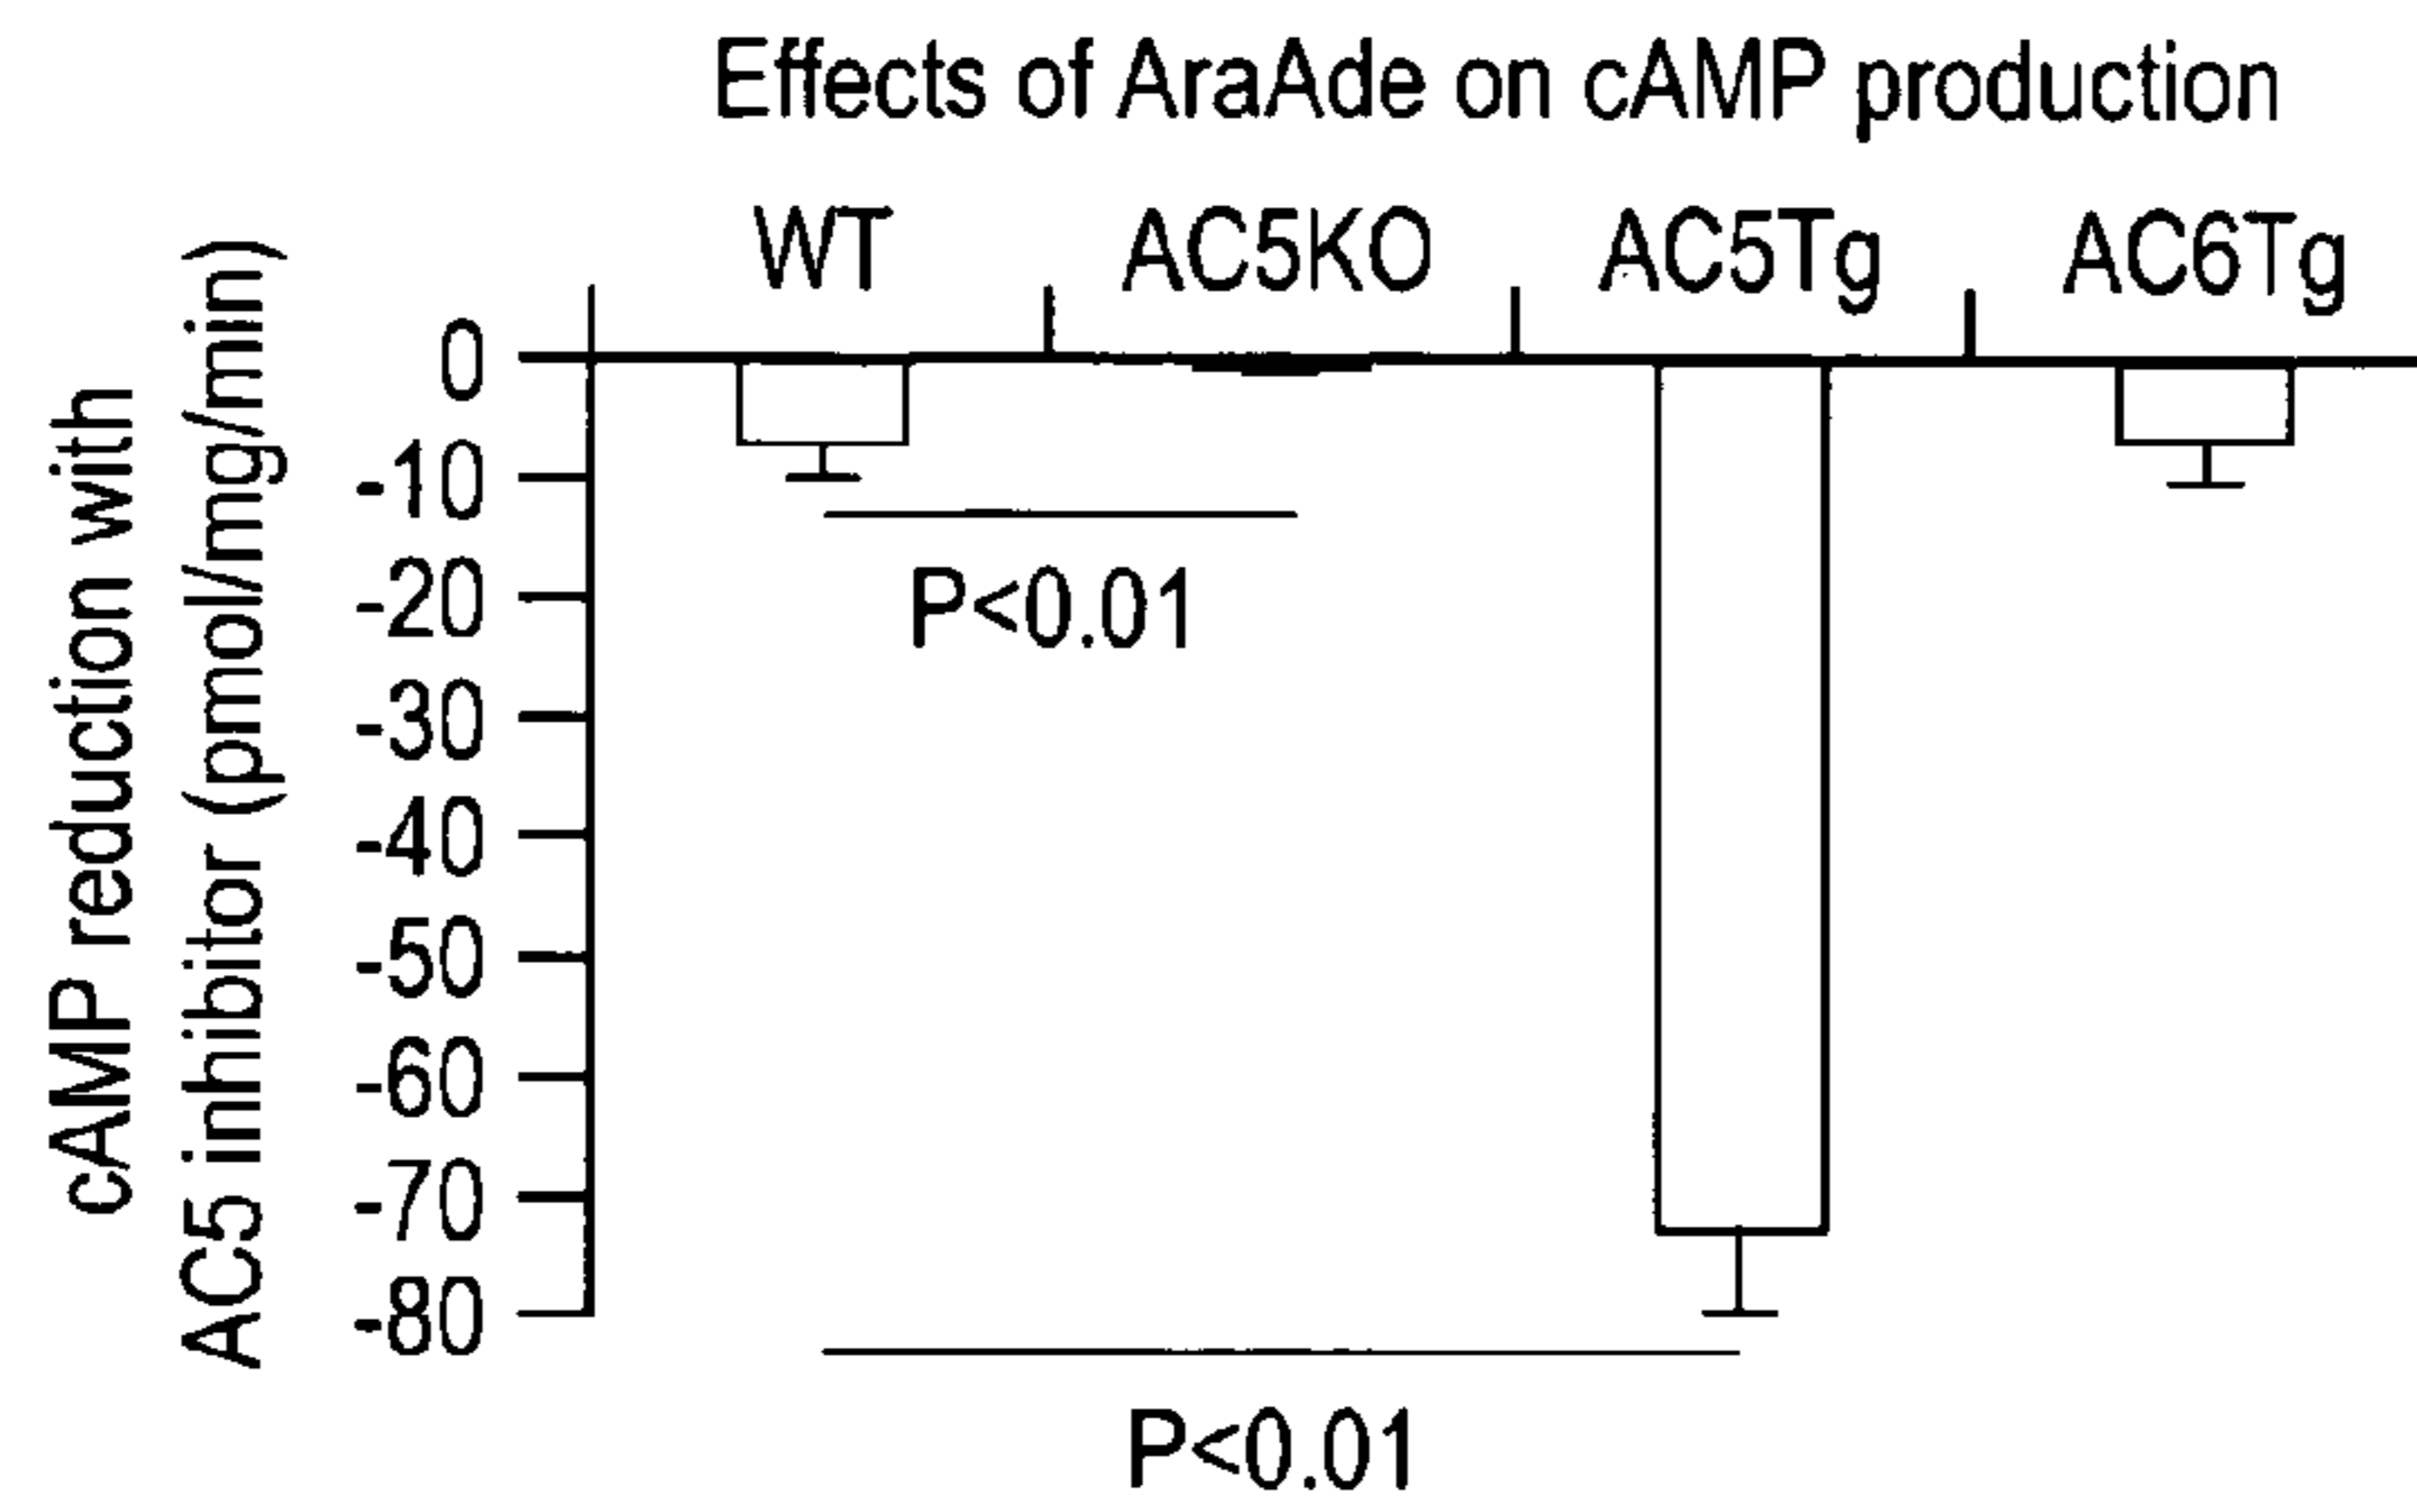 Effects of AraAde on cAMP production
WT AC5KO AC5Tg AC6Tg
cAMP reduction with
AC5 inhibitor (pmol/mg/min)
0
-10
-20
-30
-40
-50
-60
-70
-80
P<0.01
P<0.01